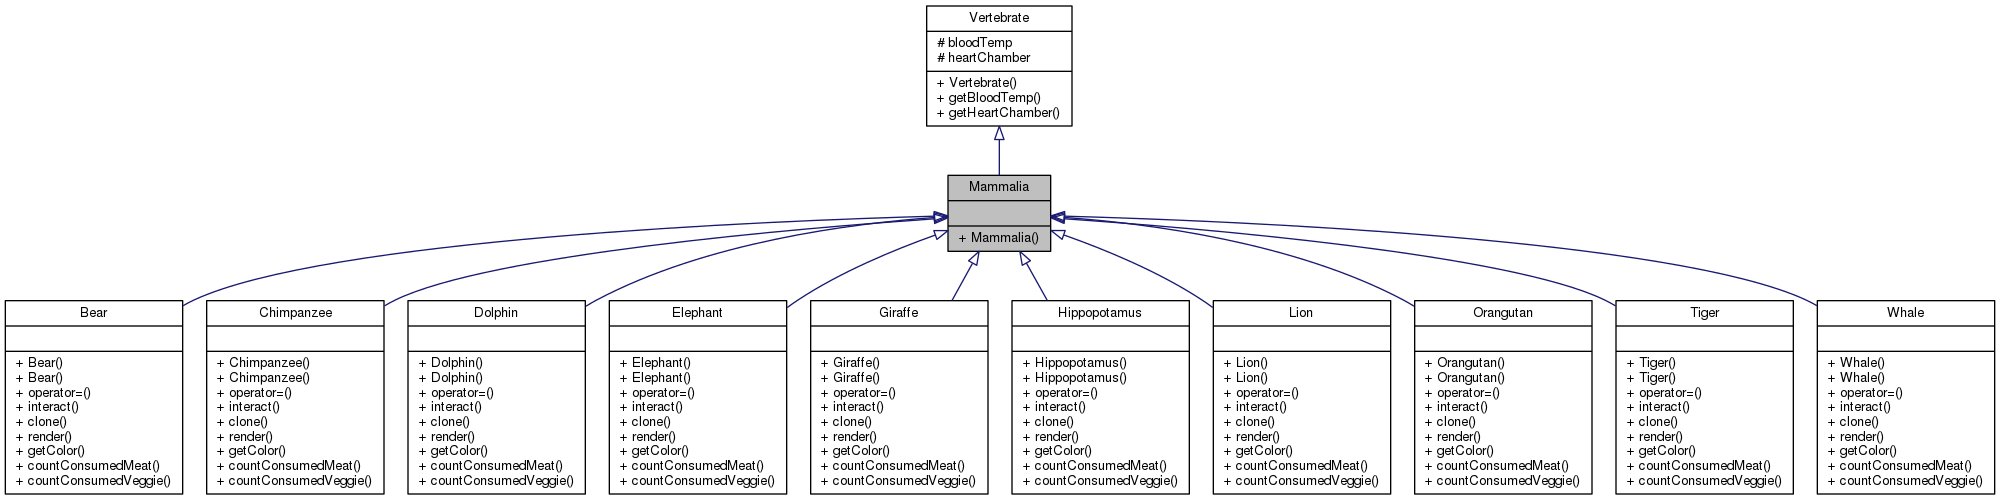 Vertebrate
# bloodTemp
# heartChamber
+ Vertebrate()
+ getBloodTemp()
+ getHeartChamber()
Mammalia
+ Mammalia()
Bear
+ Bear()
+ Bear()
+ operator=()
+ interact()
+ clone()
+ render()
+ getColor()
+ countConsumedMeat()
+ countConsumedVeggie()
Chimpanzee
+ Chimpanzee()
+ Chimpanzee()
+ operator=()
+ interact()
+ clone()
+ render()
+ getColor()
+ countConsumedMeat()
+ countConsumedVeggie()
Dolphin
+ Dolphin()
+ Dolphin()
+ operator=()
+ interact()
+ clone()
+ render()
+ getColor()
+ countConsumedMeat()
+ countConsumedVeggie()
Elephant
+ Elephant()
+ Elephant()
+ operator=()
+ interact()
+ clone()
+ render()
+ getColor()
+ countConsumedMeat()
+ countConsumedVeggie()
Giraffe
+ Giraffe()
+ Giraffe()
+ operator=()
+ interact()
+ clone()
+ render()
+ getColor()
+ countConsumedMeat()
+ countConsumedVeggie()
Hippopotamus
+ Hippopotamus()
+ Hippopotamus()
+ operator=()
+ interact()
+ clone()
+ render()
+ getColor()
+ countConsumedMeat()
+ countConsumedVeggie()
Lion
+ Lion()
+ Lion()
+ operator=()
+ interact()
+ clone()
+ render()
+ getColor()
+ countConsumedMeat()
+ countConsumedVeggie()
Orangutan
+ Orangutan()
+ Orangutan()
+ operator=()
+ interact()
+ clone()
+ render()
+ getColor()
+ countConsumedMeat()
+ countConsumedVeggie()
Tiger
+ Tiger()
+ Tiger()
+ operator=()
+ interact()
+ clone()
+ render()
+ getColor()
+ countConsumedMeat()
+ countConsumedVeggie()
Whale
+ Whale()
+ Whale()
+ operator=()
+ interact()
+ clone()
+ render()
+ getColor()
+ countConsumedMeat()
+ countConsumedVeggie()